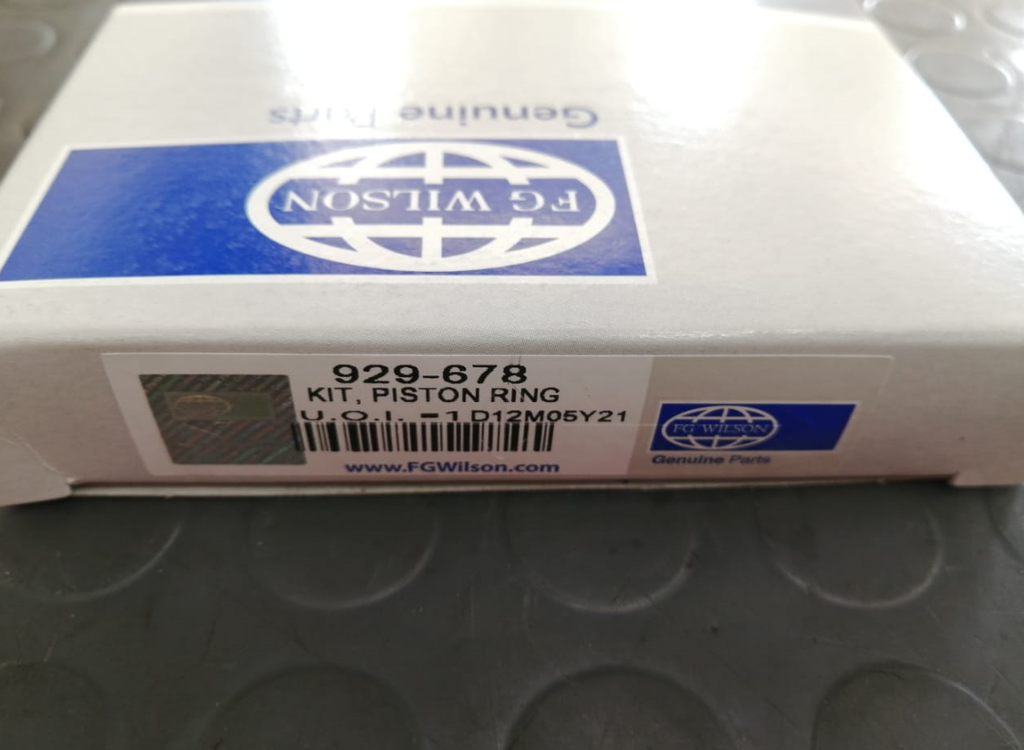 Genuine Parts
FG WILSON
929-678
KIT, PISTON RING
U.O.I. -1 D12M05Y21
www.FGWilson.com
FG WILSON
Genuine Parts